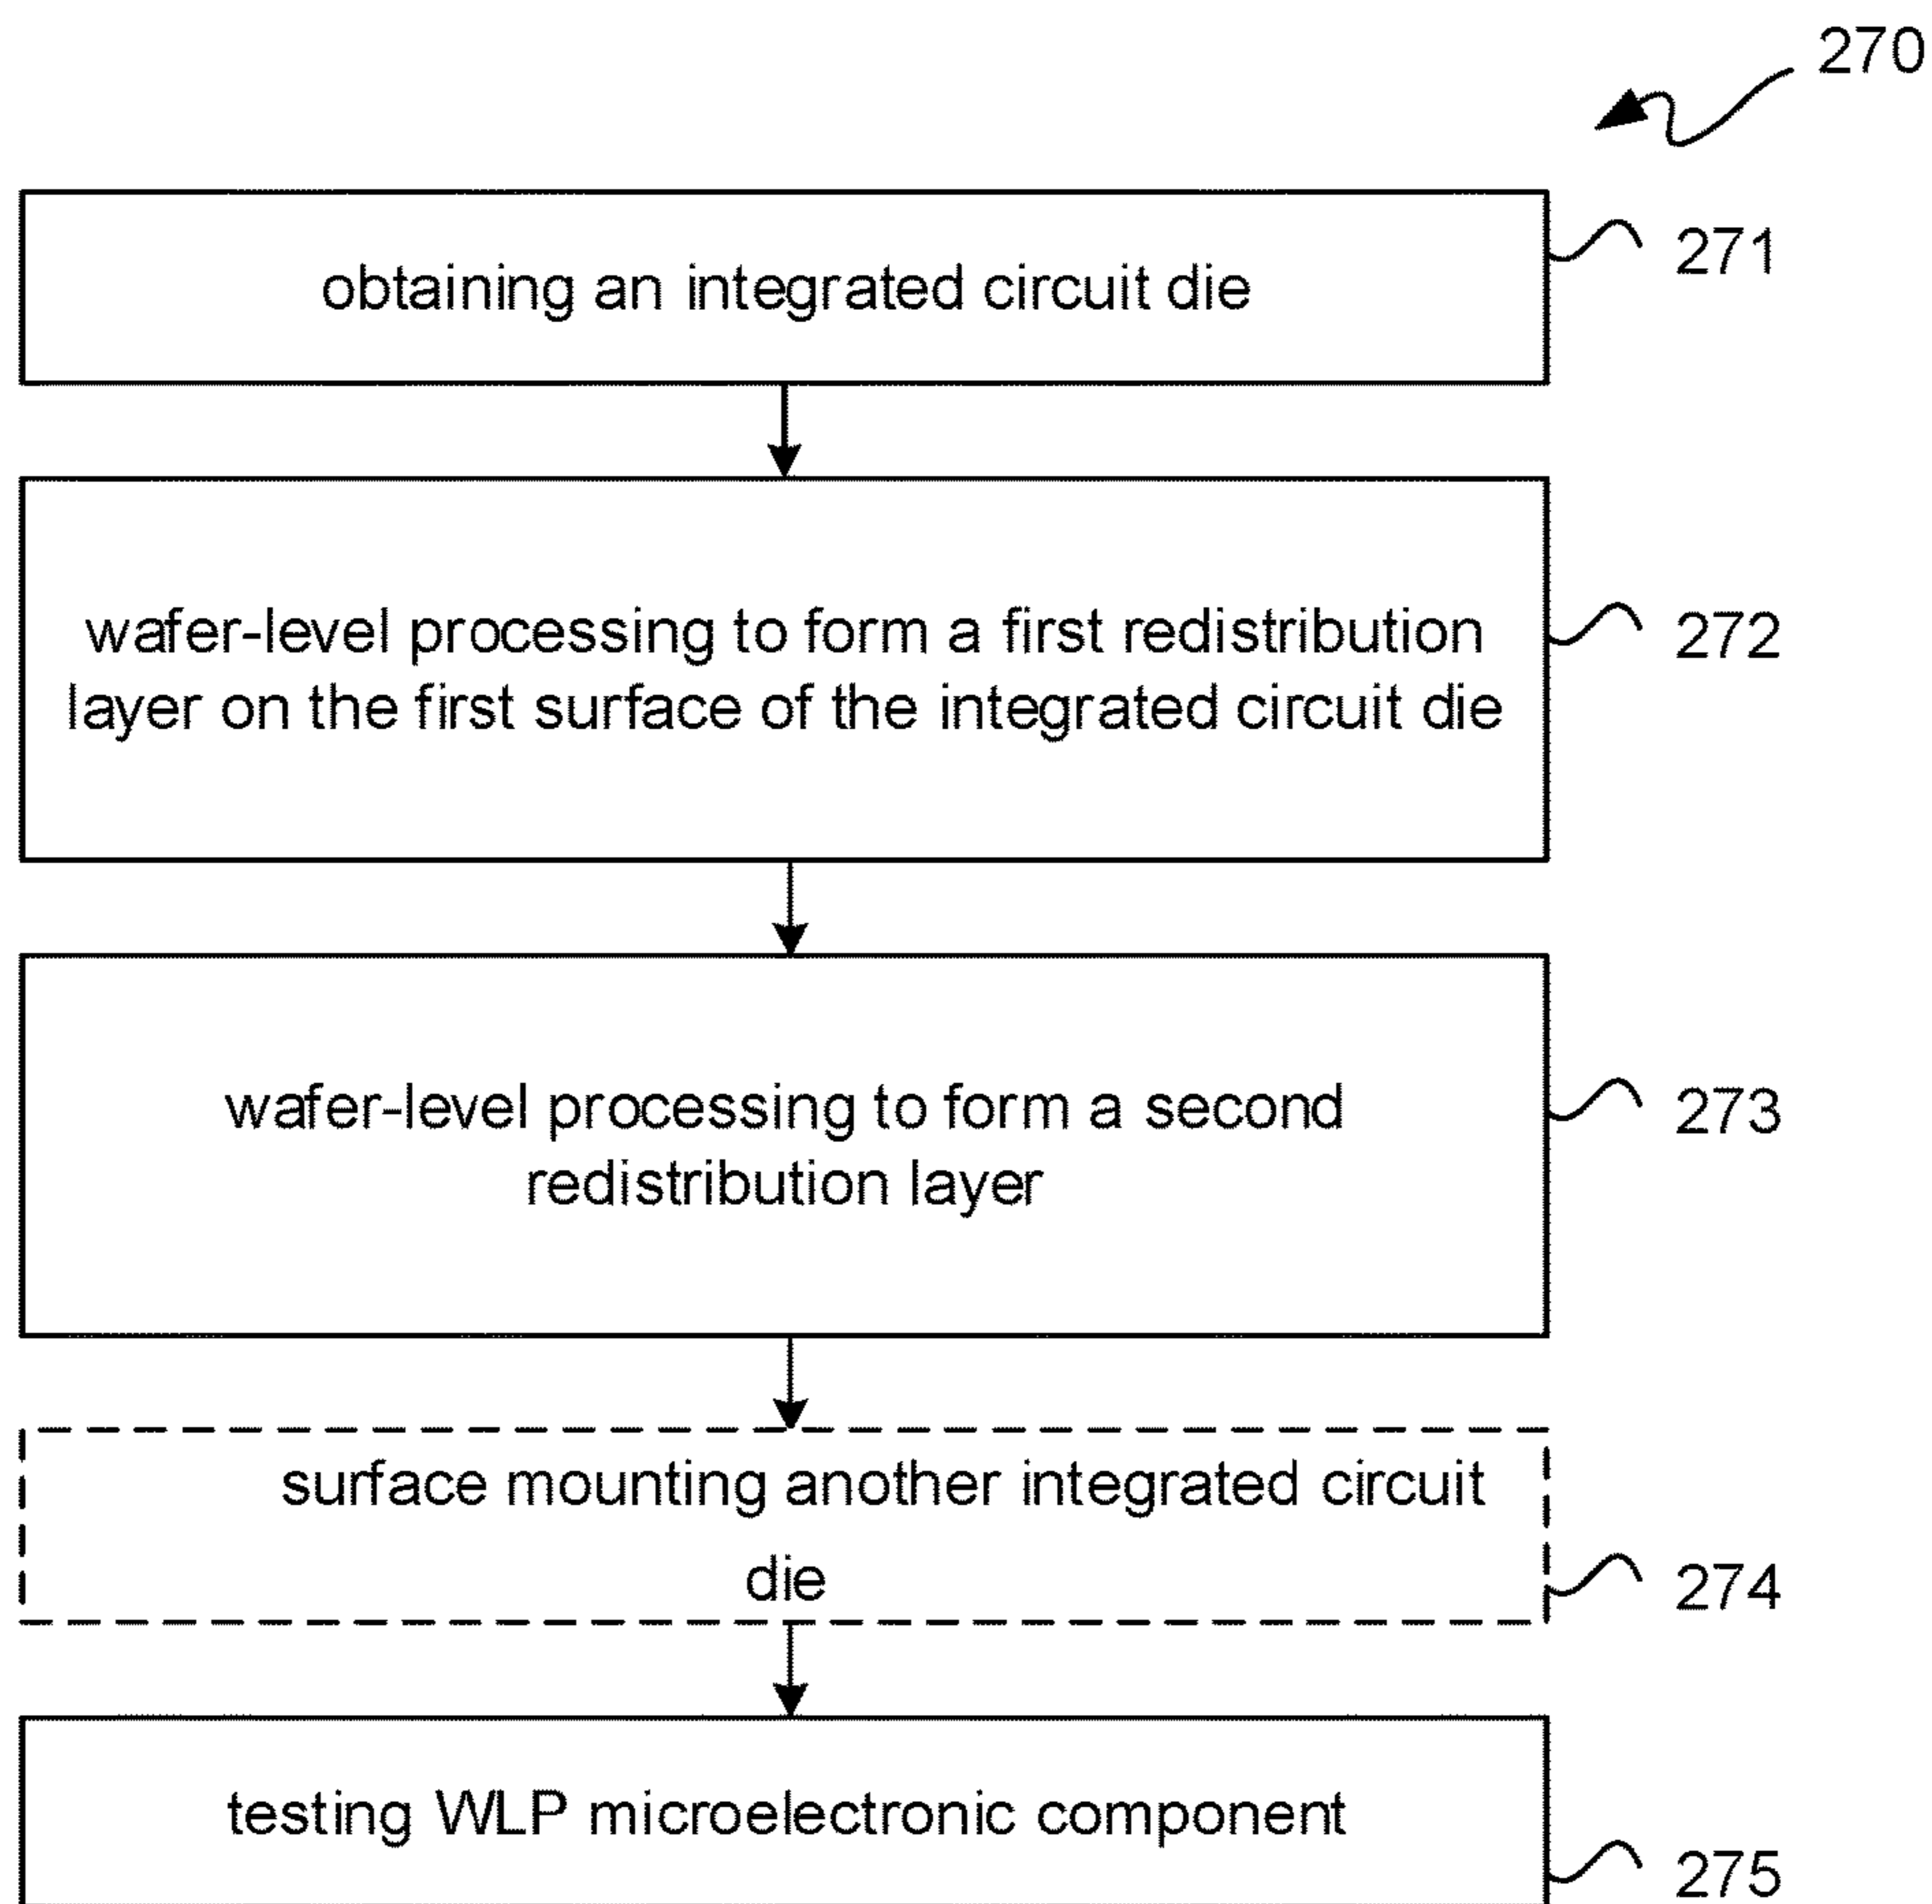 270
obtaining an integrated circuit die
271
wafer-level processing to form a first redistribution
layer on the first surface of the integrated circuit die
272
wafer-level processing to form a second
redistribution layer
273
surface mounting another integrated circuit
die
274
testing WLP microelectronic component
275